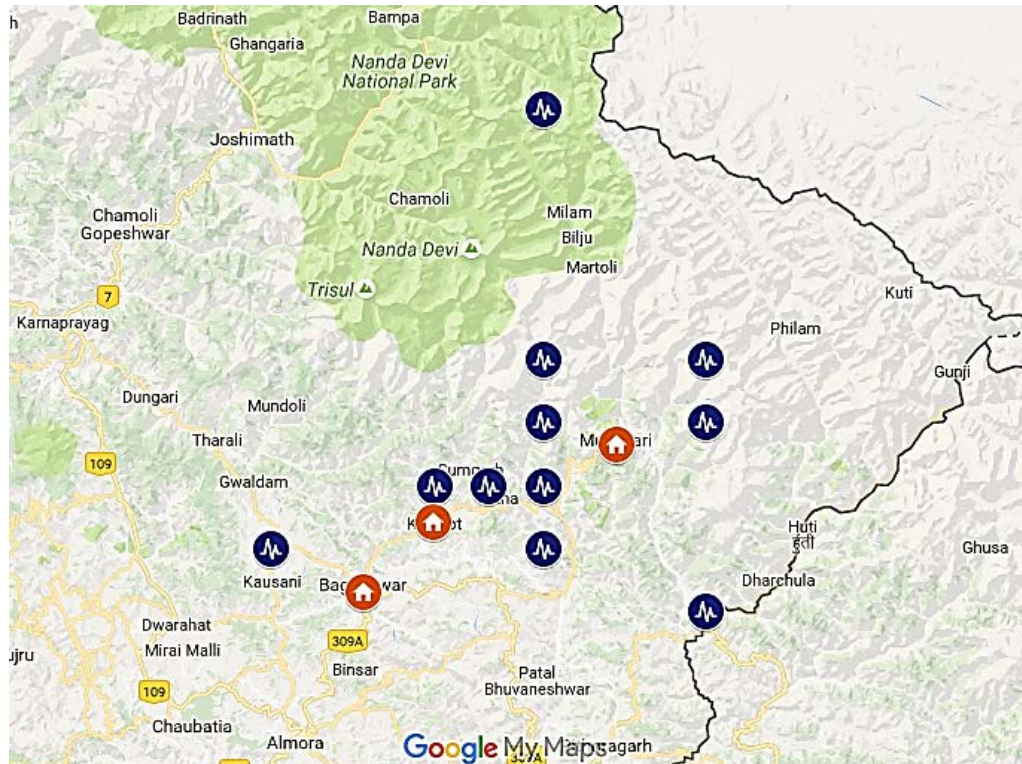 h
Badrinath
Bampa
Ghangaria
Nanda Devi
National Park
Joshimath
Chamoli
Milam
Chamoli
Gopeshwar
Bilju
Nanda Devi
Martoli
Trisul
Kuti
7
Karnaprayag
Philam
Gunji
Dungari
Mundoli
Tharali
109
Gwaldam
Huti
हूती
Ghusa
Kausani
Dharchula
Dwarahat
Mirai Malli
309A
ujru
Binsar
Patal
Bhuvaneshwar
109
Chaubatia
Almora
Google My Maps
309A